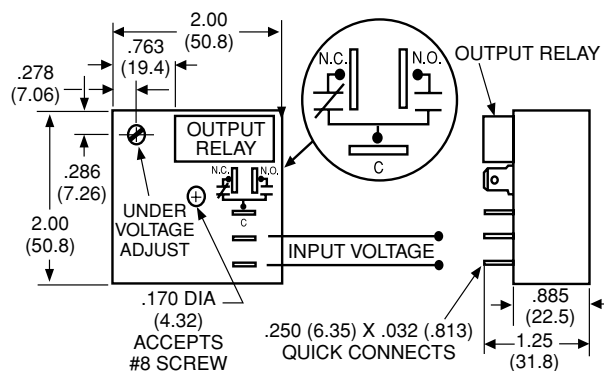 2.00
(50.8)
.763
(19.4)
.278
(7.06)
N.C.
N.O.
C
OUTPUT RELAY
OUTPUT
RELAY
N.C.
N.O.
C
.286
(7.26)
2.00
(50.8)
UNDER
VOLTAGE
ADJUST
INPUT VOLTAGE
.170 DIA
(4.32)
ACCEPTS
#8 SCREW
.250 (6.35) X .032 (.813)
QUICK CONNECTS
.885
(22.5)
1.25
(31.8)